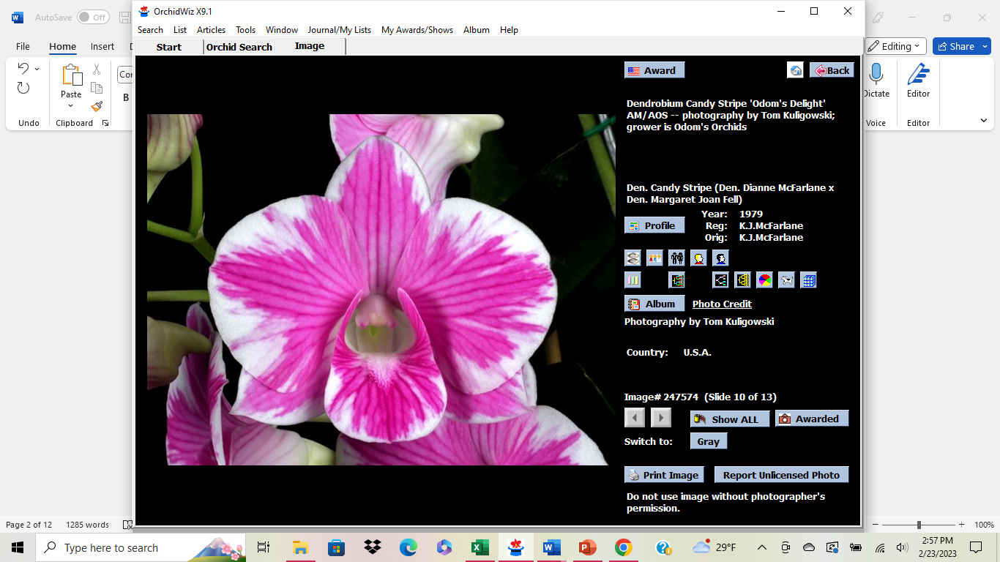 AutoSave
Off
File
Home
Insert
D
Undo
Paste
Clipboard
Cor
B
OrchidWiz X9.1
Search List Articles Tools Window Journal/My Lists My Awards/Shows Album Help
Start Orchid Search Image
Award
Back
Dendrobium Candy Stripe 'Odom's Delight'
AM/AOS -- photography by Tom Kuligowski;
grower is Odom's Orchids
Den. Candy Stripe (Den. Dianne McFarlane x
Den. Margaret Joan Fell)
Year: 1979
Profile
Reg: K.J.McFarlane
Orig: K.J.McFarlane
Album Photo Credit
Photography by Tom Kuligowski
Country: U.S.A.
Image# 247574 (Slide 10 of 13)
Show ALL Awarded
Switch to: Gray
Print Image Report Unlicensed Photo
Do not use image without photographer's
permission.
Editing
Share
Dictate
Editor
Voice
Editor
Page 2 of 12 1285 words
100%
Type here to search
29°F
2:57 PM
2/23/2023